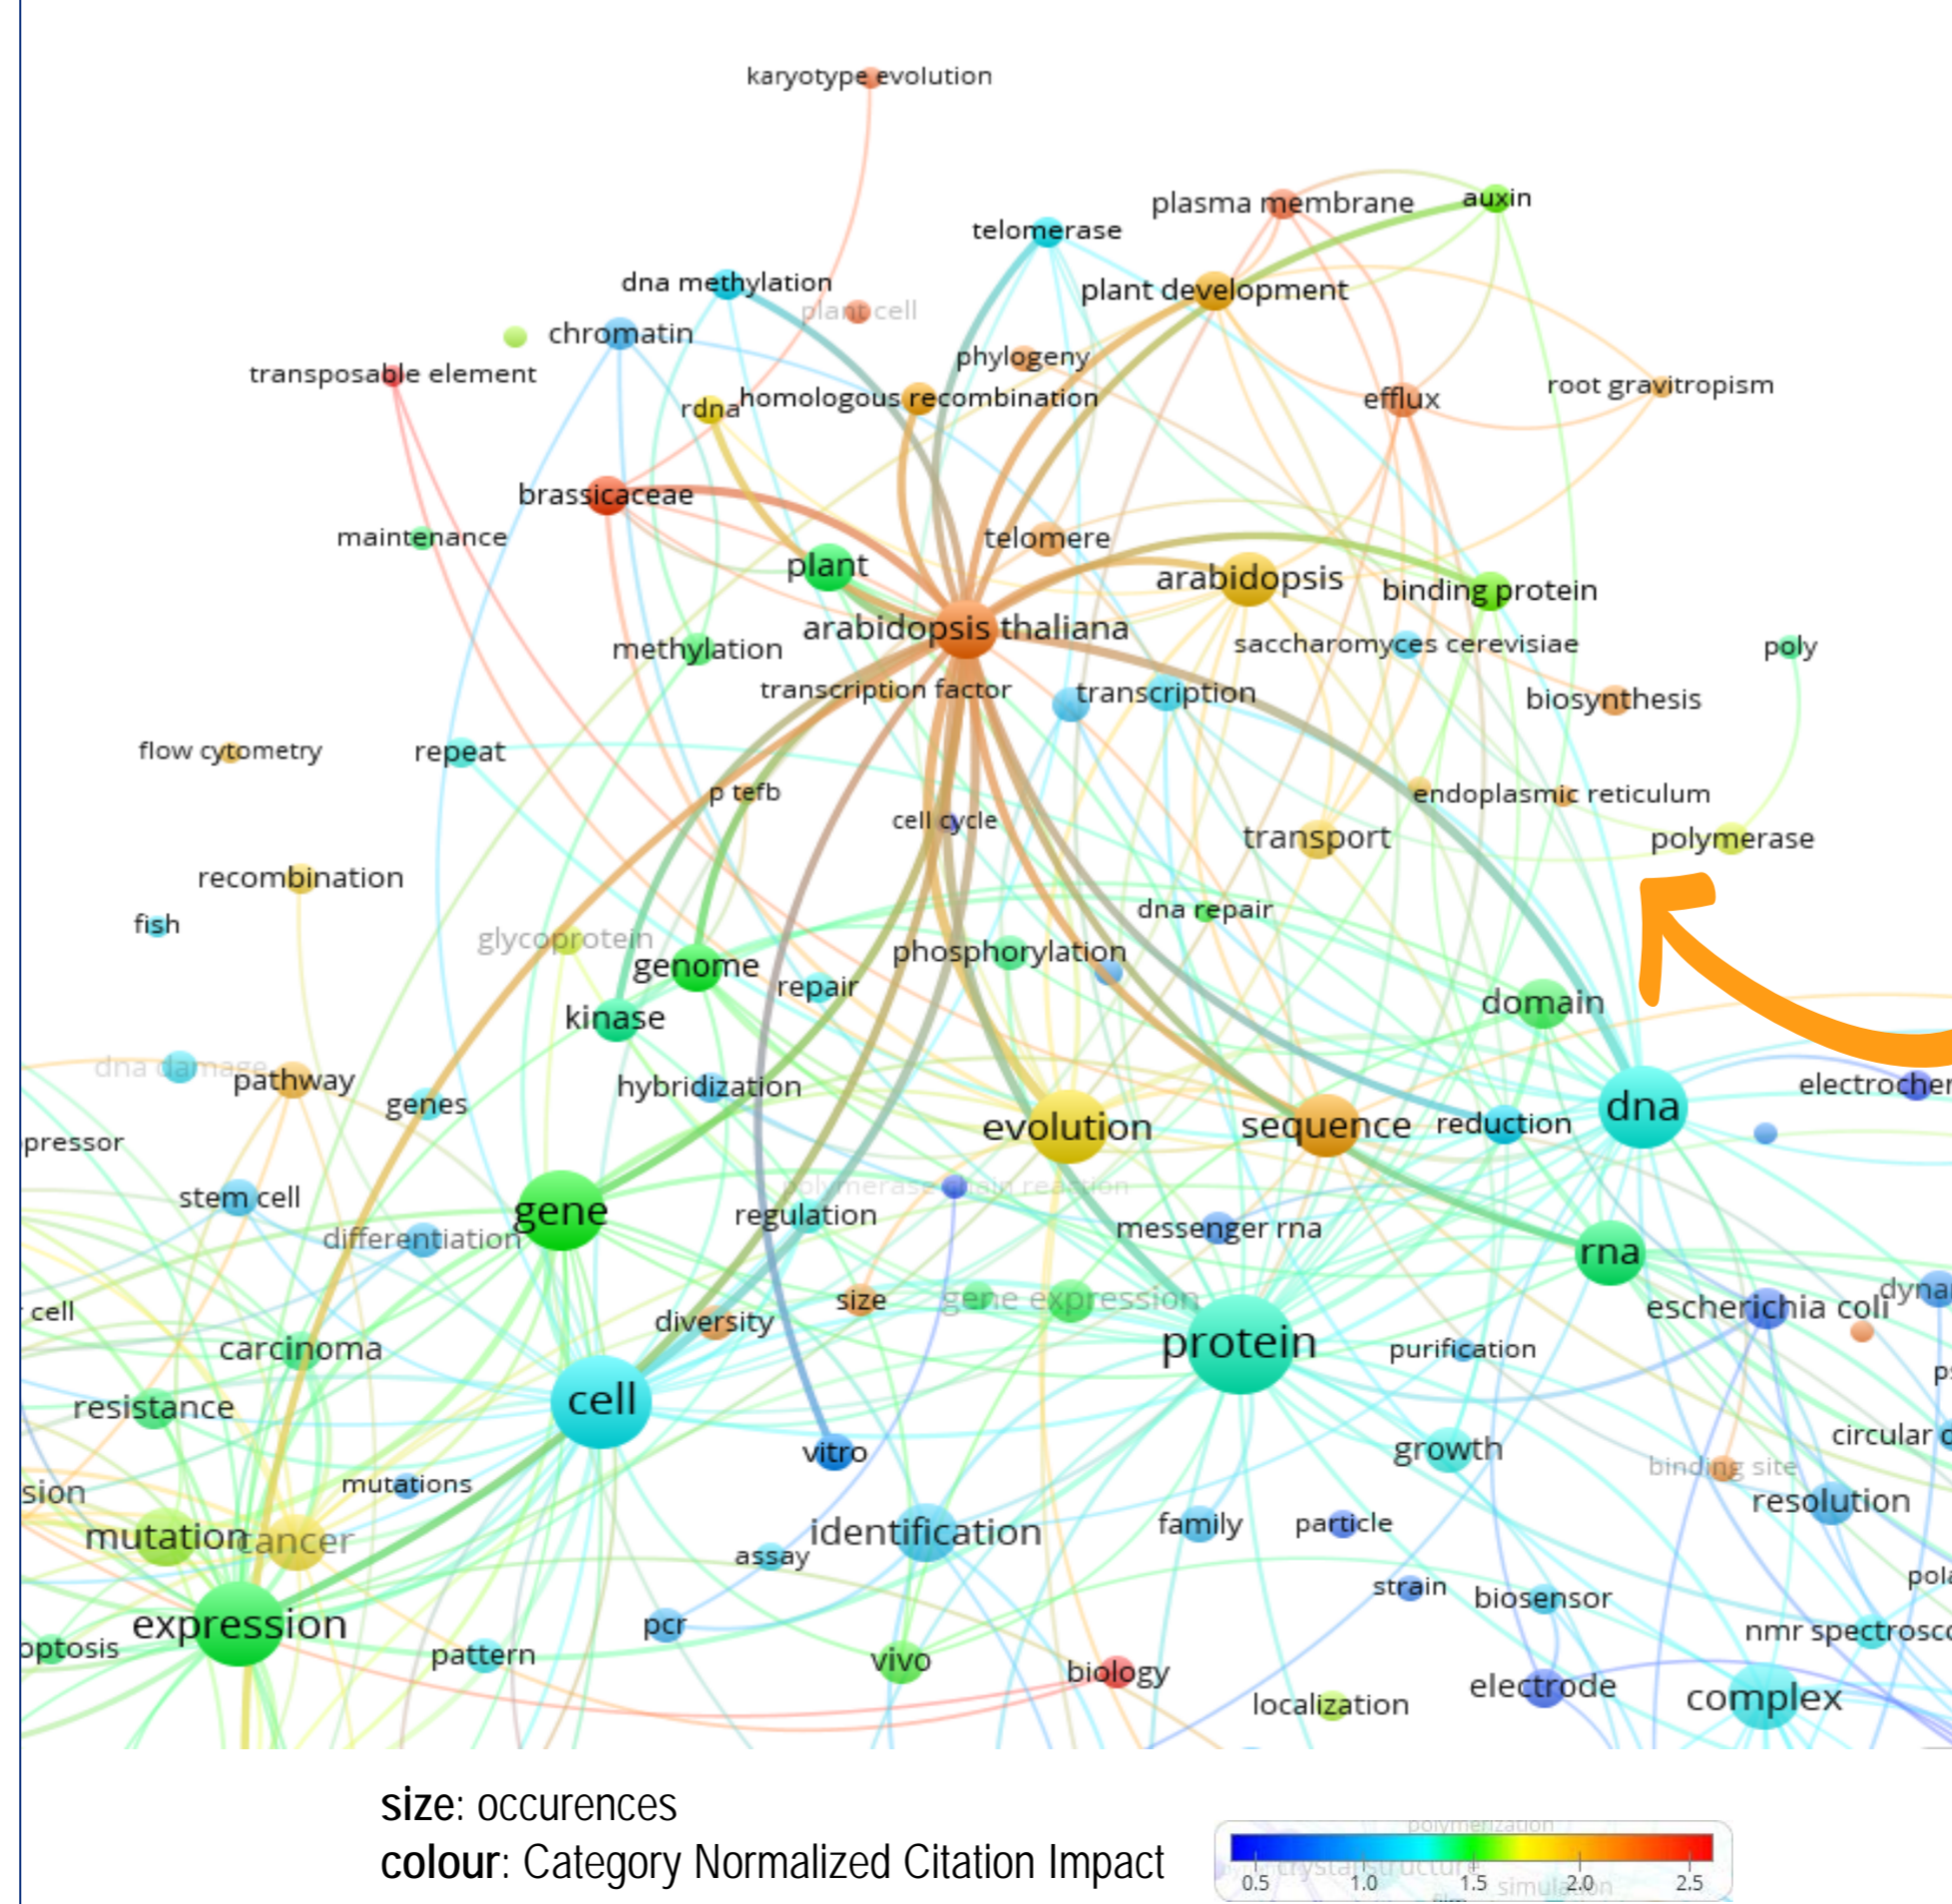 karyotype evolution
plasma membrane
auxin
telomerase
dna methylation
plant development
plant cell
chromatin
phylogeny
transposable element
root gravitropism
homologous recombination
efflux
rdna
brassicaceae
maintenance
telomere
plant
arabidopsis
binding protein
arabidopsis thaliana
saccharomyces cerevisiae
poly
methylation
transcription factor
transcription
biosynthesis
flow cytometry
repeat
p tefb
endoplasmic reticulum
cell cycle
transport
polymerase
recombination
dna repair
fish
glycoprotein
phosphorylation
genome
repair
domain
kinase
dna damage
pathway
hybridization
electrocher
genes
dna
evolution
sequence
reduction
pressor
polymerase chain reaction
stem cell
gene
regulation
messenger rna
differentiation
rna
dyna
size
gene expression
escherichia coli
cell
diversity
protein
carcinoma
purification
ps
cell
resistance
circular c
growth
vitro
binding site
mutations
sion
resolution
identification
family
particle
mutation
cancer
assay
pola
strain
biosensor
expression
pcr
nmr spectrosco
optosis
pattern
vivo
biology
electrode
complex
localization
size: occurences
colour: Category Normalized Citation Impact
polymerization
crystal structure
0.5 1.0 1.5 2.0 2.5
simulation
film